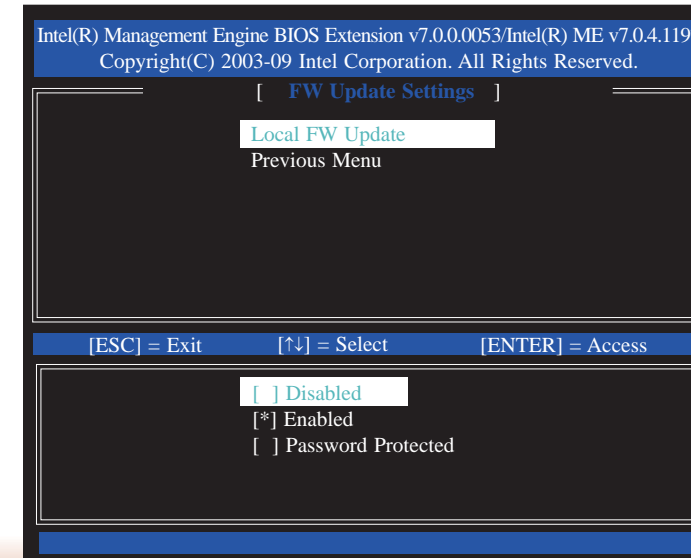 Intel(R) Management Engine BIOS Extension v7.0.0.0053/Intel(R) ME v7.0.4.119
Copyright(C) 2003-09 Intel Corporation. All Rights Reserved.
[ FW Update Settings ]
Local FW Update
Previous Menu
[ESC] = Exit [↑↓] = Select [ENTER] = Access
[ ] Disabled
[*] Enabled
[ ] Password Protected